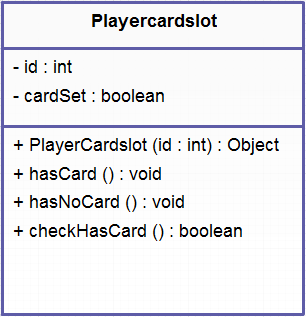 Playercardslot
- id : int
- cardSet : boolean
+ PlayerCardslot (id : int) : Object
+ hasCard () : void
+ hasNoCard () : void
+ checkHasCard () : boolean